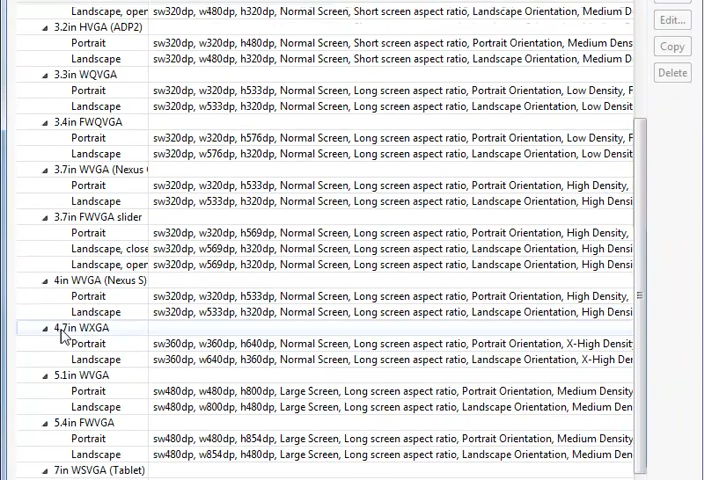 Landscape, open sw320dp, w480dp, h320dp, Normal Screen, Short screen aspect ratio, Landscape Orientation, Medium D
3.2in HVGA (ADP2)
Portrait sw320dp, w320dp, h480dp, Normal Screen, Short screen aspect ratio, Portrait Orientation, Medium Dens
Landscape sw320dp, w480dp, h320dp, Normal Screen, Short screen aspect ratio, Landscape Orientation, Medium D
3.3in WQVGA
Portrait sw320dp, w320dp, h533dp, Normal Screen, Long screen aspect ratio, Portrait Orientation, Low Density, F
Landscape sw320dp, w533dp, h320dp, Normal Screen, Long screen aspect ratio, Landscape Orientation, Low Densi
3.4in FWQVGA
Portrait sw320dp, w320dp, h576dp, Normal Screen, Long screen aspect ratio, Portrait Orientation, Low Density, F
Landscape sw320dp, w576dp, h320dp, Normal Screen, Long screen aspect ratio, Landscape Orientation, Low Densi
3.7in WVGA (Nexus
Portrait sw320dp, w320dp, h533dp, Normal Screen, Long screen aspect ratio, Portrait Orientation, High Density,
Landscape sw320dp, w533dp, h320dp, Normal Screen, Long screen aspect ratio, Landscape Orientation, High Densi
3.7in FWVGA slider
Portrait sw320dp, w320dp, h569dp, Normal Screen, Long screen aspect ratio, Portrait Orientation, High Density,
Landscape, close sw320dp, w569dp, h320dp, Normal Screen, Long screen aspect ratio, Landscape Orientation, High Densi
Landscape, open sw320dp, w569dp, h320dp, Normal Screen, Long screen aspect ratio, Landscape Orientation, High Densi
4in WVGA (Nexus S)
Portrait sw320dp, w320dp, h533dp, Normal Screen, Long screen aspect ratio, Portrait Orientation, High Density,
Landscape sw320dp, w533dp, h320dp, Normal Screen, Long screen aspect ratio, Landscape Orientation, High Densi
4.7in WXGA
Portrait sw360dp, w360dp, h640dp, Normal Screen, Long screen aspect ratio, Portrait Orientation, X-High Density
Landscape sw360dp, w640dp, h360dp, Normal Screen, Long screen aspect ratio, Landscape Orientation, X-High Der
5.1in WVGA
Portrait sw480dp, w480dp, h800dp, Large Screen, Long screen aspect ratio, Portrait Orientation, Medium Density
Landscape sw480dp, w800dp, h480dp, Large Screen, Long screen aspect ratio, Landscape Orientation, Medium Den
5.4in FWVGA
Portrait sw480dp, w480dp, h854dp, Large Screen, Long screen aspect ratio, Portrait Orientation, Medium Density
Landscape sw480dp, w854dp, h480dp, Large Screen, Long screen aspect ratio, Landscape Orientation, Medium Den
7in WSVGA (Tablet)
Edit...
Copy
Delete